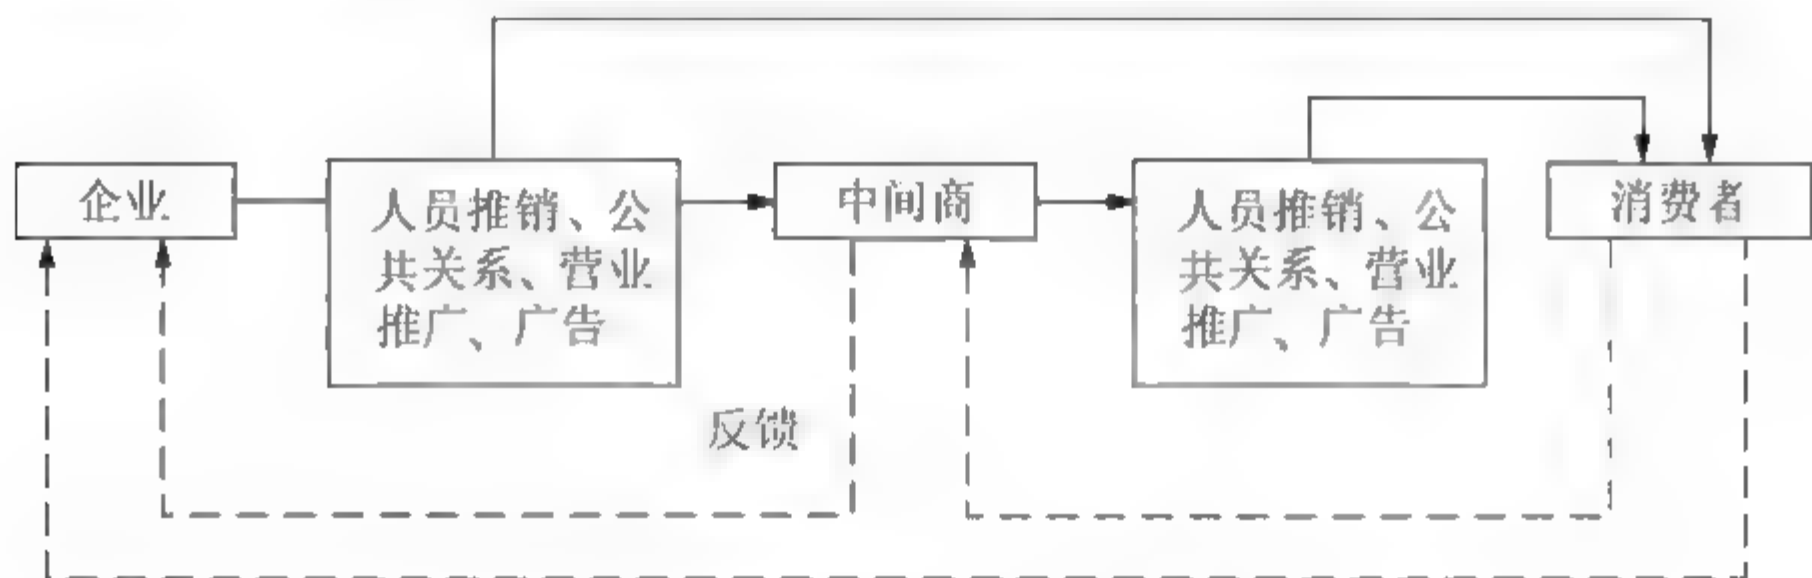 企业
人员推销、公
共关系、营业
推广、广告
中间商
人员推销、公
共关系、营业
推广、广告
消费者
反馈